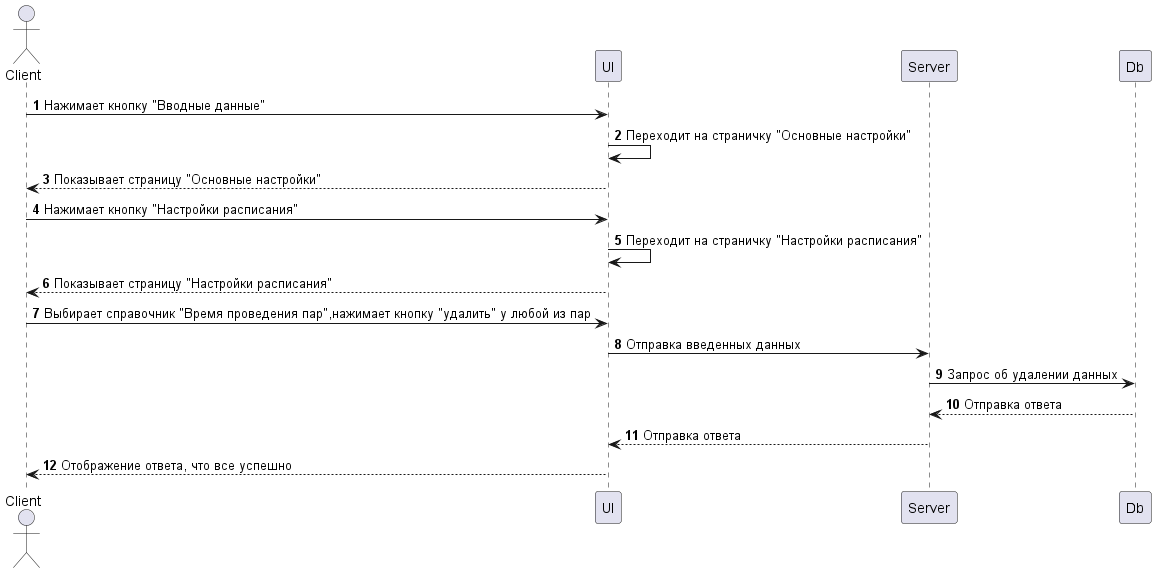 Client
UI
Server
Db
1 Нажимает кнопку "Вводные данные"
2 Переходит на страничку "Основные настройки"
3 Показывает страницу "Основные настройки"
4 Нажимает кнопку "Настройки расписания"
5 Переходит на страничку "Настройки расписания"
6 Показывает страницу "Настройки расписания"
7 Выбирает справочник "Время проведения пар",нажимает кнопку "удалить" у любой из пар
8 Отправка введенных данных
9 Запрос об удалении данных
10 Отправка ответа
11 Отправка ответа
12 Отображение ответа, что все успешно
Client
UI
Server
Db